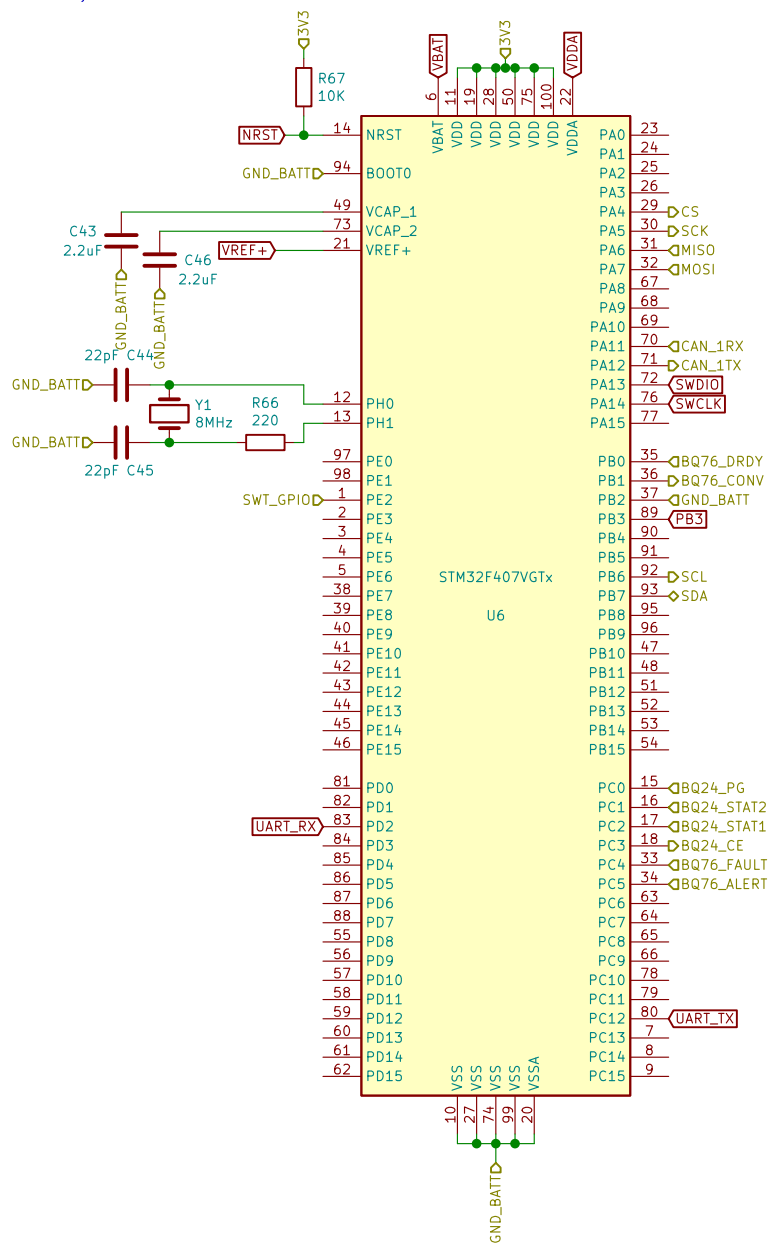 3V3
R67
10K
3V3
VBAT
VDDA
6
11
19
28
50
75
100
22
VBAT
VDD
VDD
VDD
VDD
VDD
VDD
VDDA
NRST 14 NRST
GND_BATT 94 BOOT0
49 VCAP_1
73 VCAP_2
VREF+ 21 VREF+
C43
2.2uF
C46
2.2uF
GND_BATT
GND_BATT
22pF C44
GND_BATT
12 PH0
Y1
8MHz
R66
220
13 PH1
GND_BATT
22pF C45
97 PE0
98 PE1
SWT_GPIO 1 PE2
2 PE3
3 PE4
4 PE5
5 PE6
38 PE7
39 PE8
40 PE9
41 PE10
42 PE11
43 PE12
44 PE13
45 PE14
46 PE15
81 PD0
82 PD1
UART_RX 83 PD2
84 PD3
85 PD4
86 PD5
87 PD6
88 PD7
55 PD8
56 PD9
57 PD10
58 PD11
59 PD12
60 PD13
61 PD14
62 PD15
STM32F407VGTx
U6
PA0 23
PA1 24
PA2 25
PA3 26
PA4 29 CS
PA5 30 SCK
PA6 31 MISO
PA7 32 MOSI
PA8 67
PA9 68
PA10 69
PA11 70 CAN_1RX
PA12 71 CAN_1TX
PA13 72 SWDIO
PA14 76 SWCLK
PA15 77
PB0 35 BQ76_DRDY
PB1 36 BQ76_CONV
PB2 37 GND_BATT
PB3 89 PB3
PB4 90
PB5 91
PB6 92 SCL
PB7 93 SDA
PB8 95
PB9 96
PB10 47
PB11 48
PB12 51
PB13 52
PB14 53
PB15 54
PC0 15 BQ24_PG
PC1 16 BQ24_STAT2
PC2 17 BQ24_STAT1
PC3 18 BQ24_CE
PC4 33 BQ76_FAULT
PC5 34 BQ76_ALERT
PC6 63
PC7 64
PC8 65
PC9 66
PC10 78
PC11 79
PC12 80 UART_TX
PC13 7
PC14 8
PC15 9
VSS
VSS
VSS
VSS
VSSA
10
27
74
99
20
GND_BATT